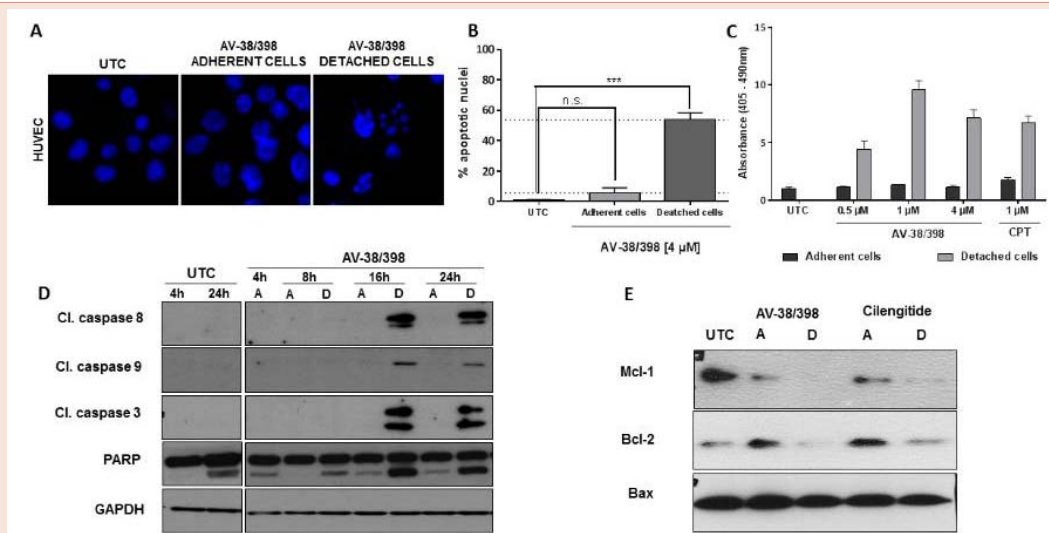 A
UTC
AV-38/398
ADHERENT CELLS
AV-38/398
DETACHED CELLS
HUVEC
B
% apoptotic nuclei
100
80
60
40
20
0
***
n.s.
UTC
Adherent cells
Deatched cells
AV-38/398 [4 µM]
C
Absorbance (405 - 490nm)
15
10
5
0
UTC
0.5 µM
1 µM
4 µM
1 µM
AV-38/398
CPT
Adherent cells
Detached cells
D
AV-38/398
UTC
4h
8h
16h
24h
4h 24h
A A D A D A D
Cl. caspase 8
Cl. caspase 9
Cl. caspase 3
PARP
GAPDH
E
AV-38/398
Cilengitide
UTC A D A D
Mcl-1
Bcl-2
Bax